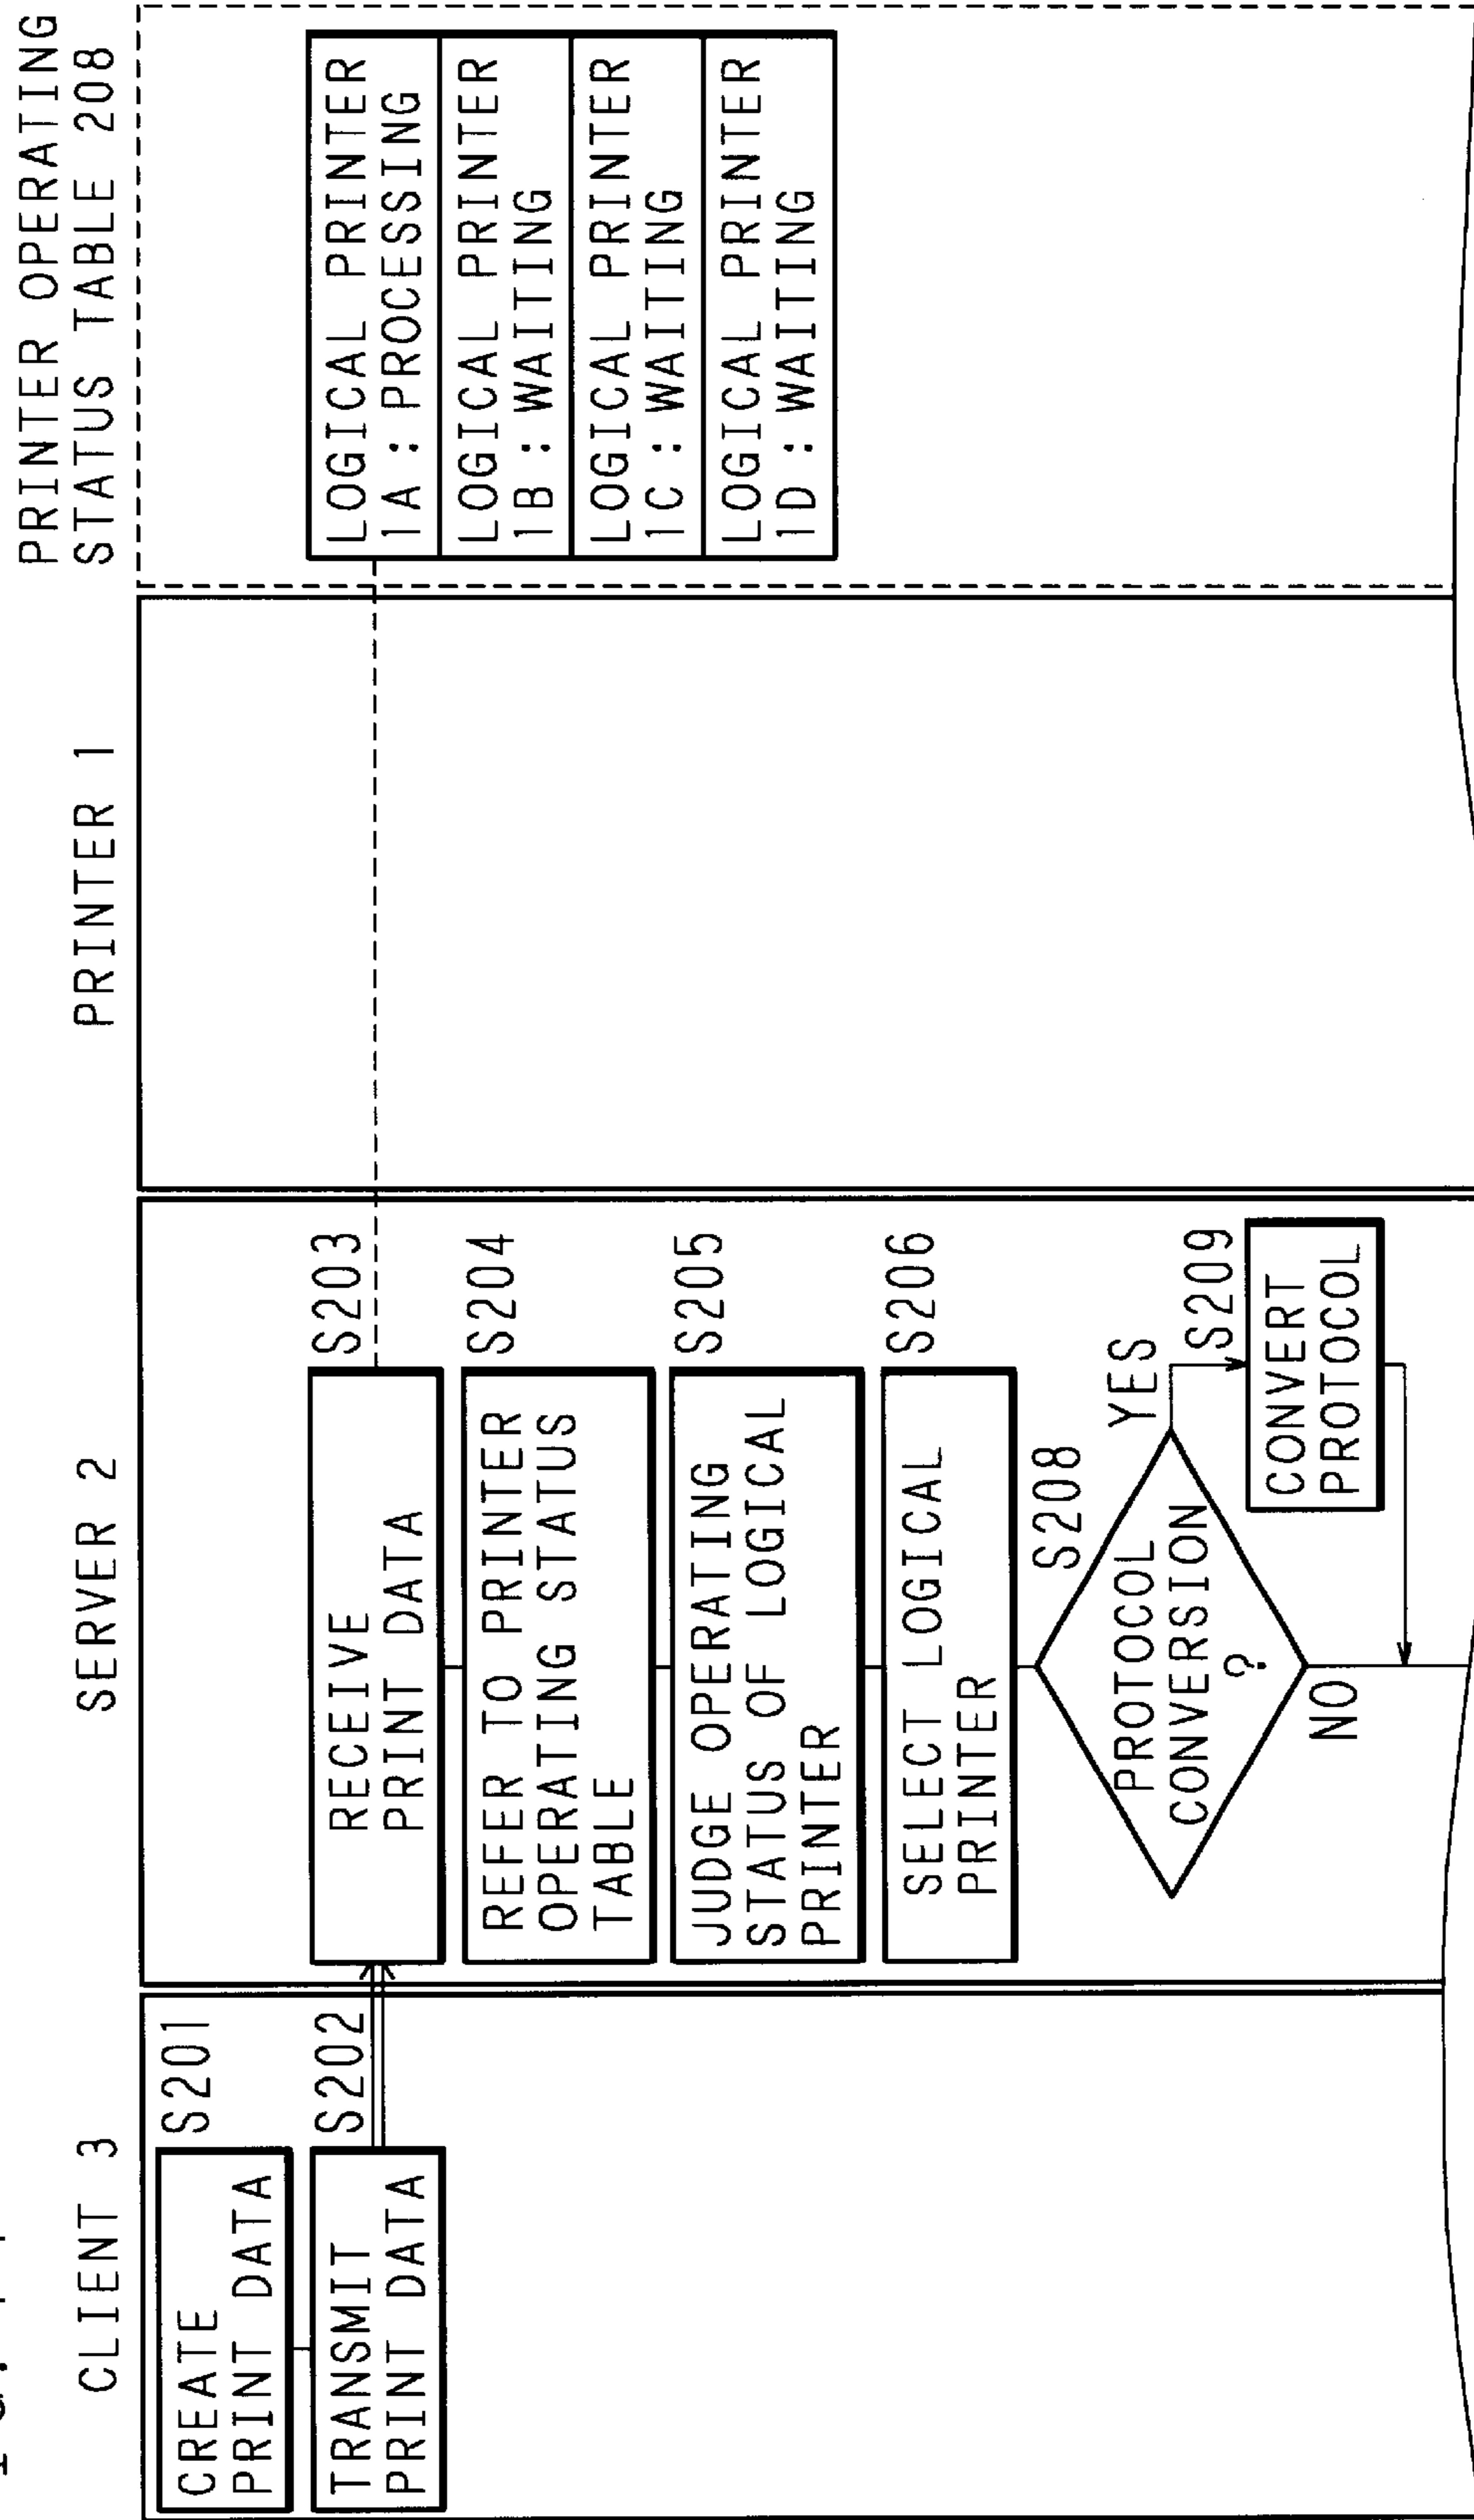 CLIENT 3
SERVER 2
PRINTER 1
PRINTER OPERATING
STATUS TABLE 208
CREATE
PRINT DATA
S201
TRANSMIT
PRINT DATA
S202
RECEIVE
PRINT DATA
S203
REFER TO PRINTER
OPERATING STATUS
TABLE
S204
JUDGE OPERATING
STATUS OF LOGICAL
PRINTER
S205
SELECT LOGICAL
PRINTER
S206
PROTOCOL
CONVERSION
?
S208
YES
NO
S209
CONVERT
PROTOCOL
LOGICAL PRINTER
1A : PROCESSING
LOGICAL PRINTER
1B : WAITING
LOGICAL PRINTER
1C : WAITING
LOGICAL PRINTER
1D : WAITING